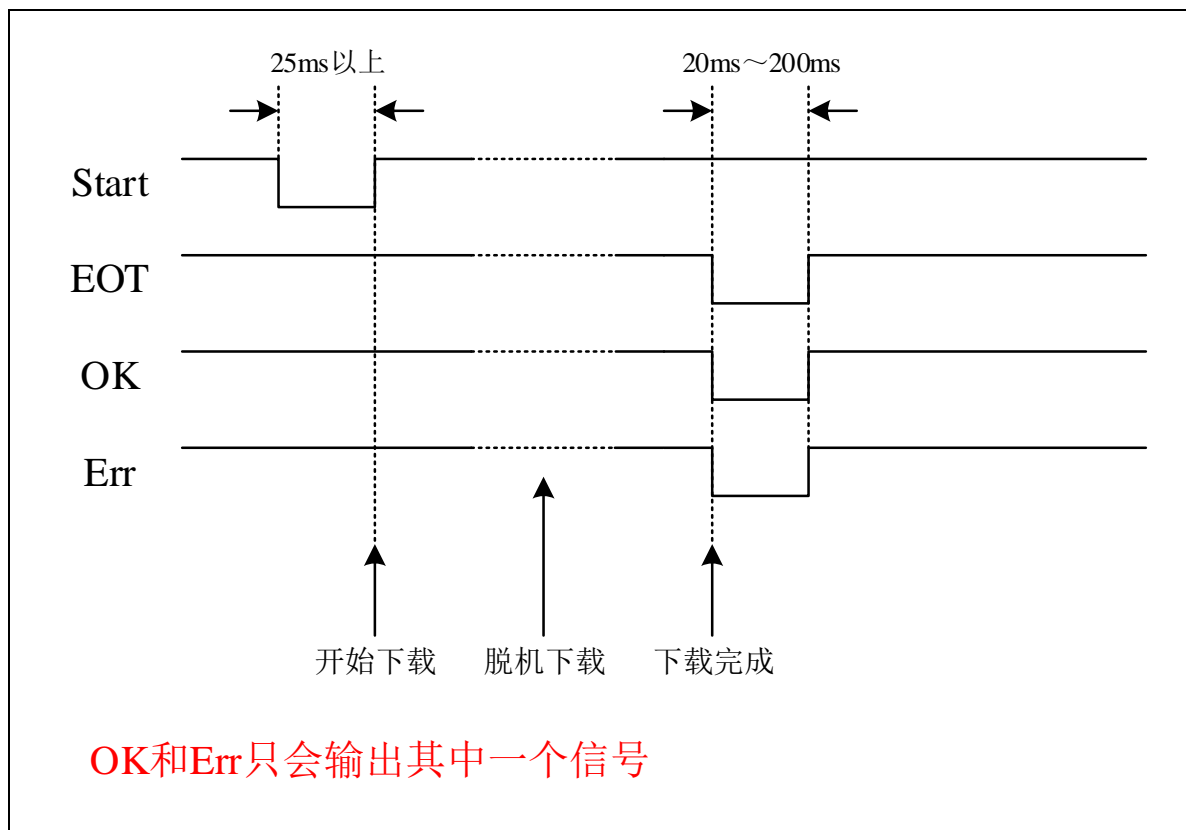 25ms以上
20ms～200ms
Start
EOT
OK
Err
开始下载
脱机下载
下载完成
OK和Err只会输出其中一个信号